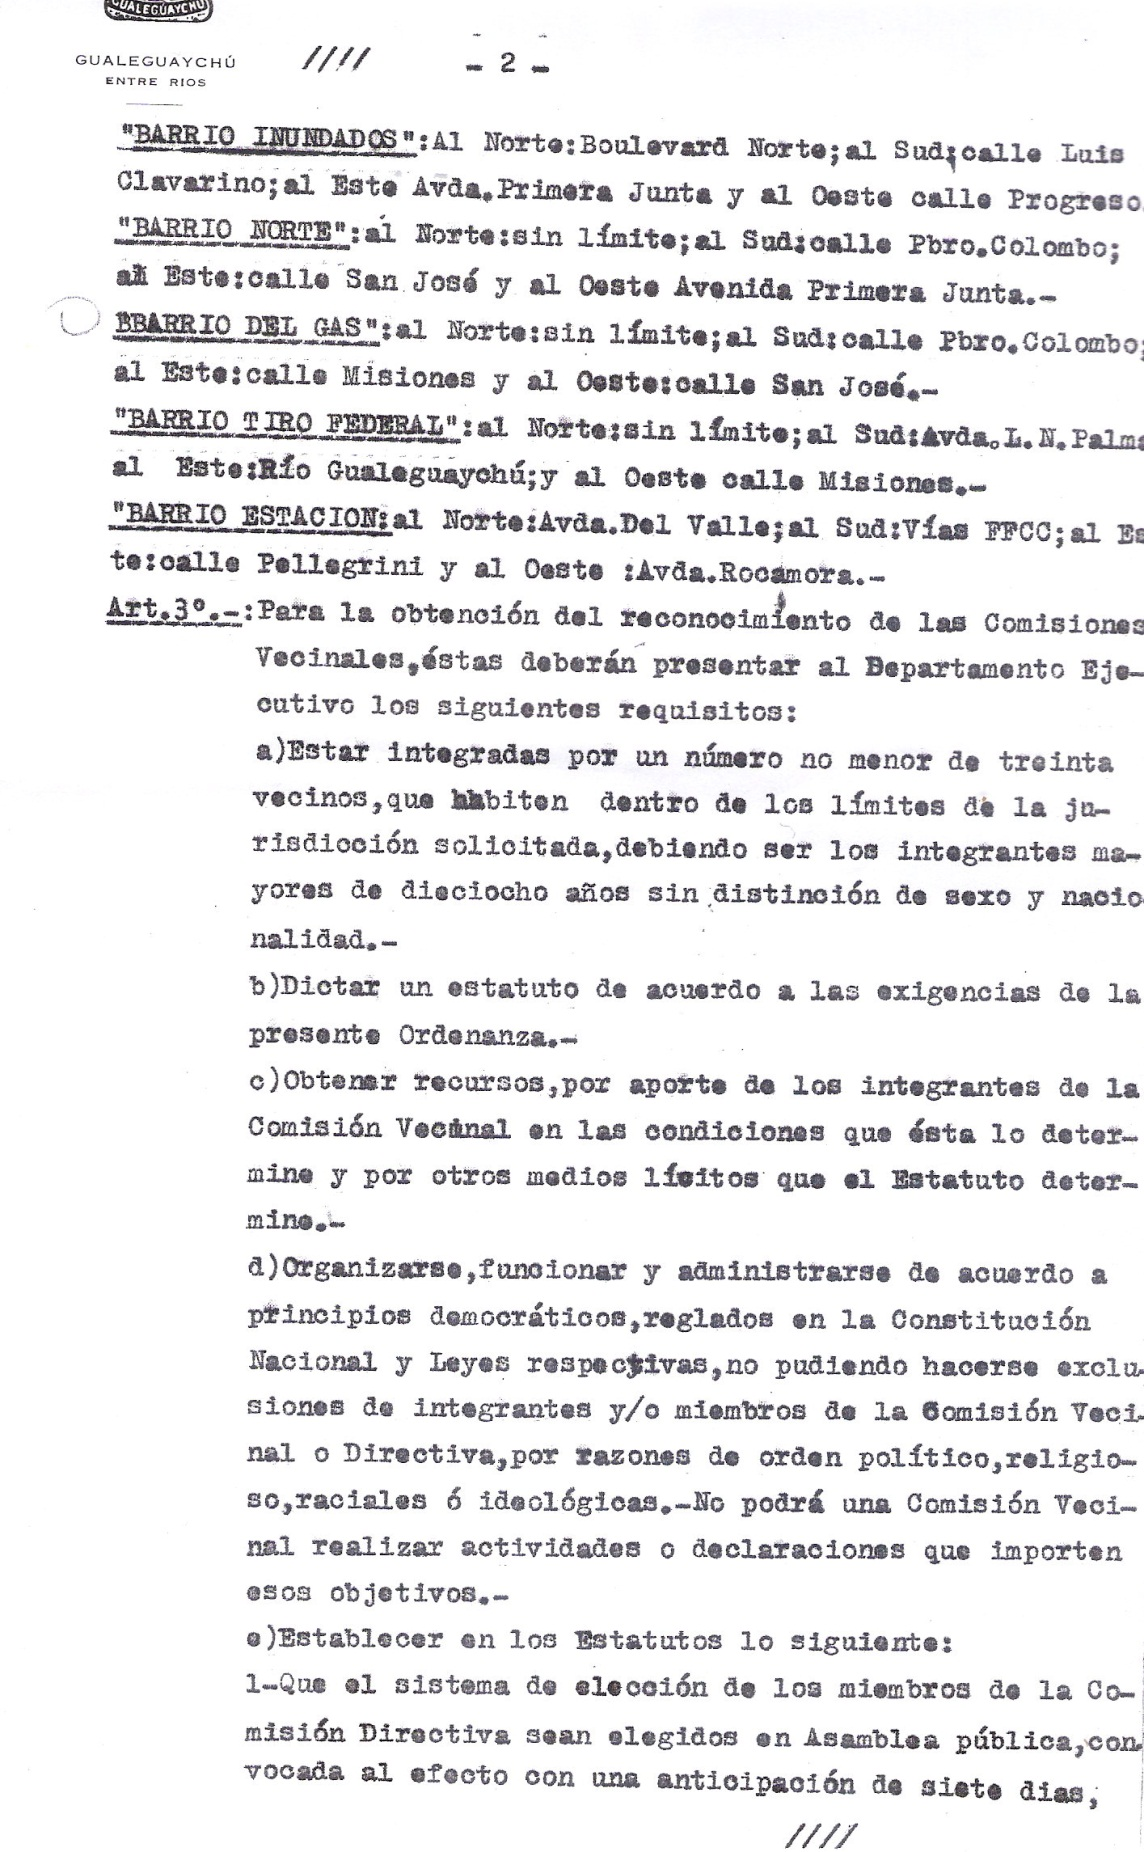 GUALEGUAYCHU
GUALEGUAYCHÚ
ENTRE RIOS
//// - 2 -
"BARRIO INUNDADOS":Al Norte:Boulevard Norte;al Sud;calle Luis
Clavarino;al Este Avda.Primera Junta y al Oeste calle Progreso
"BARRIO NORTE":al Norte:sin límite;al Sud:calle Pbro.Colombo;
al Este:calle San José y al Oeste Avenida Primera Junta.-
BBARRIO DEL GAS":al Norte:sin límite;al Sud:calle Pbro.Colombo;
al Este:calle Misiones y al Oeste:calle San José.-
"BARRIO TIRO FEDERAL":al Norte:sin límite;al Sud:Avda.L.N.Palma
al Este:Río Gualeguaychú;y al Oeste calle Misiones.-
"BARRIO ESTACION:al Norte:Avda.Del Valle;al Sud:Vías FFCC;al Es
te:calle Pellegrini y al Oeste :Avda.Rocamora.-
Art.3º.-:Para la obtención del reconocimiento de las Comisiones
Vecinales,éstas deberán presentar al Departamento Eje-
cutivo los siguientes requisitos:
a)Estar integradas por un número no menor de treinta
vecinos,que habiten dentro de los límites de la ju-
risdicción solicitada,debiendo ser los integrantes ma-
yores de dieciocho años sin distinción de sexo y nacio
nalidad.-
b)Dictar un estatuto de acuerdo a las exigencias de la
presente Ordenanza.-
c)Obtener recursos,por aporte de los integrantes de la
Comisión Vecinal en las condiciones que ésta lo deter-
mine y por otros medios lícitos que el Estatuto deter-
mine.-
d)Organizarse,funcionar y administrarse de acuerdo a
principios democráticos,reglados en la Constitución
Nacional y Leyes respectivas,no pudiendo hacerse exclu-
siones de integrantes y/o miembros de la Comisión Veci-
nal o Directiva,por razones de orden político,religio-
so,raciales ó ideológicas.-No podrá una Comisión Veci-
nal realizar actividades o declaraciones que importen
esos objetivos.-
e)Establecer en los Estatutos lo siguiente:
1-Que el sistema de elección de los miembros de la Co-
misión Directiva sean elegidos en Asamblea pública,con
vocada al efecto con una anticipación de siete dias,
////